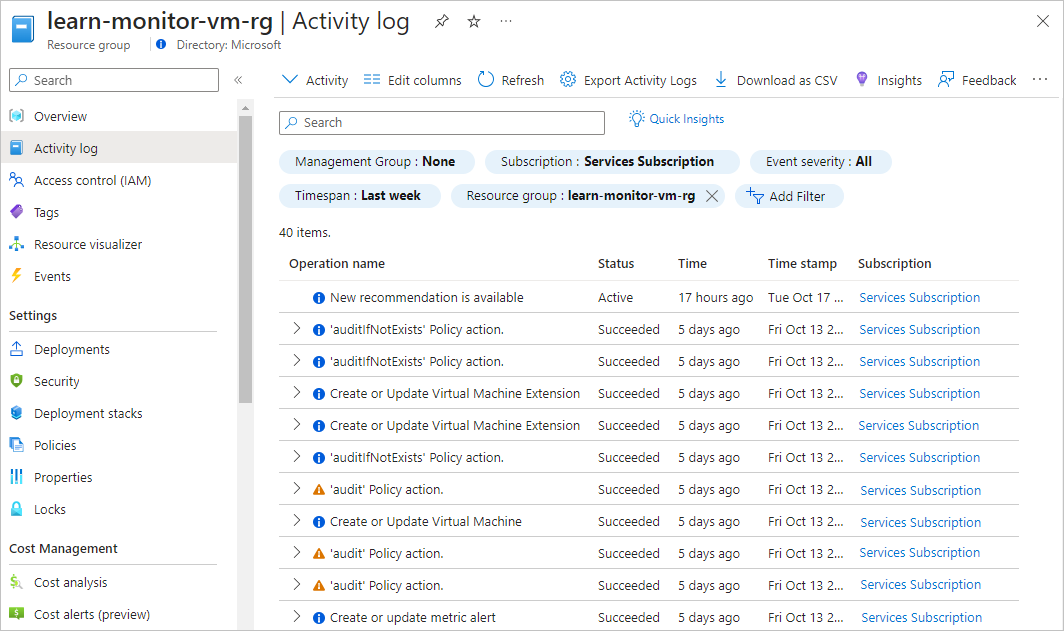 learn-monitor-vm-rg | Activity log ...
Resource group Directory: Microsoft
Search
Overview
Activity log
Access control (IAM)
Tags
Resource visualizer
Events
Settings
Deployments
Security
Deployment stacks
Policies
Properties
Locks
Cost Management
Cost analysis
Cost alerts (preview)
Activity Edit columns Refresh Export Activity Logs Download as CSV Insights Feedback ...
Search Quick Insights
Management Group : None Subscription : Services Subscription Event severity : All
Timespan : Last week Resource group : learn-monitor-vm-rg Add Filter
40 items.
Operation name Status Time Time stamp Subscription
New recommendation is available Active 17 hours ago Tue Oct 17 ... Services Subscription
'auditIfNotExists' Policy action. Succeeded 5 days ago Fri Oct 13 2... Services Subscription
'auditIfNotExists' Policy action. Succeeded 5 days ago Fri Oct 13 2... Services Subscription
Create or Update Virtual Machine Extension Succeeded 5 days ago Fri Oct 13 2... Services Subscription
Create or Update Virtual Machine Extension Succeeded 5 days ago Fri Oct 13 2... Services Subscription
'auditIfNotExists' Policy action. Succeeded 5 days ago Fri Oct 13 2... Services Subscription
'audit' Policy action. Succeeded 5 days ago Fri Oct 13 2... Services Subscription
Create or Update Virtual Machine Succeeded 5 days ago Fri Oct 13 2... Services Subscription
'audit' Policy action. Succeeded 5 days ago Fri Oct 13 2... Services Subscription
'audit' Policy action. Succeeded 5 days ago Fri Oct 13 2... Services Subscription
Create or update metric alert Succeeded 5 days ago Fri Oct 13 2... Services Subscription